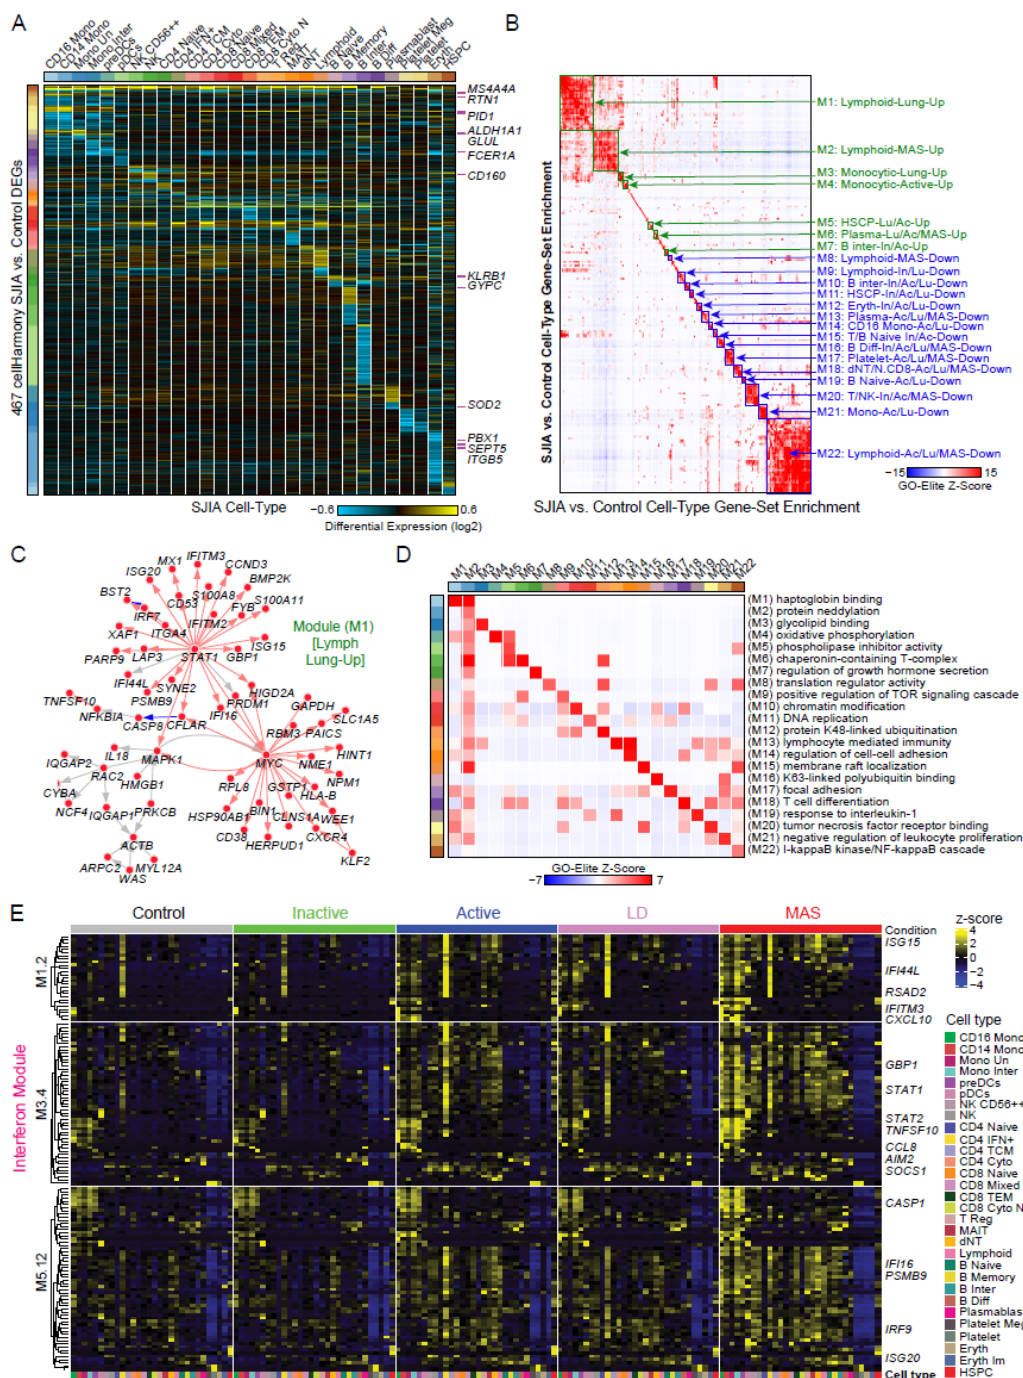 A
CD16 Mono
CD14 Mono
Mono Un
Mono Inter
preDCs
pDCs
NK CD56++
NK
CD4 Naive
CD4 IFN+
CD4 TCM
CD4 Cyto
CD8 Naive
CD8 Mixed
CD8 TEM
CD8 Cyto N
T Reg
MAIT
dNT
Lymphoid
B Naive
B Memory
B Inter
B Diff
Plasmablast
Platelet Meg
Platelet
Eryth
HSPC
467 cellHarmony SJIA vs. Control DEGs
MS4A4A
RTN1
PID1
ALDH1A1
GLUL
FCER1A
CD160
KLRB1
GYPC
SOD2
PBX1
SEPT5
ITGB5
SJIA Cell-Type
−0.6
0.6
Differential Expression (log2)
B
SJIA vs. Control Cell-Type Gene-Set Enrichment
M1: Lymphoid-Lung-Up
M2: Lymphoid-MAS-Up
M3: Monocytic-Lung-Up
M4: Monocytic-Active-Up
M5: HSCP-Lu/Ac-Up
M6: Plasma-Lu/Ac/MAS-Up
M7: B inter-In/Ac-Up
M8: Lymphoid-MAS-Down
M9: Lymphoid-In/Lu-Down
M10: B inter-In/Ac/Lu-Down
M11: HSCP-In/Ac/Lu-Down
M12: Eryth-In/Ac/Lu-Down
M13: Plasma-Ac/Lu/MAS-Down
M14: CD16 Mono-Ac/Lu-Down
M15: T/B Naive In/Ac-Down
M16: B Diff-In/Ac/Lu/MAS-Down
M17: Platelet-Ac/Lu/MAS-Down
M18: dNT/N.CD8-Ac/Lu/MAS-Down
M19: B Naive-Ac/Lu-Down
M20: T/NK-In/Ac/MAS-Down
M21: Mono-Ac/Lu-Down
M22: Lymphoid-Ac/Lu/MAS-Down
−15
15
GO-Elite Z-Score
SJIA vs. Control Cell-Type Gene-Set Enrichment
C
IFITM3
MX1
CCND3
ISG20
BMP2K
BST2
CD53
S100A8
S100A11
IRF7
FYB
IFITM2
XAF1
ITGA4
Module (M1)
[Lymph
Lung-Up]
ISG15
PARP9
LAP3
STAT1
GBP1
IFI44L
SYNE2
PSMB9
HIGD2A
TNFSF10
PRDM1
GAPDH
NFKBIA
IFI16
SLC1A5
CASP8
CFLAR
RBM3
PAICS
IL18
MAPK1
MYC
HINT1
IQGAP2
RAC2
NME1
HMGB1
RPL8
GSTP1
NPM1
CYBA
HLA-B
NCF4
IQGAP1
PRKCB
HSP90AB1
BIN1
CLNS1A
WEE1
CD38
HERPUD1
CXCR4
ACTB
KLF2
ARPC2
MYL12A
WAS
D
M1
M2
M3
M4
M5
M6
M7
M8
M9
M10
M11
M12
M13
M14
M15
M16
M17
M18
M19
M20
M21
M22
(M1) haptoglobin binding
(M2) protein neddylation
(M3) glycolipid binding
(M4) oxidative phosphorylation
(M5) phospholipase inhibitor activity
(M6) chaperonin-containing T-complex
(M7) regulation of growth hormone secretion
(M8) translation regulator activity
(M9) positive regulation of TOR signaling cascade
(M10) chromatin modification
(M11) DNA replication
(M12) protein K48-linked ubiquitination
(M13) lymphocyte mediated immunity
(M14) regulation of cell-cell adhesion
(M15) membrane raft localization
(M16) K63-linked polyubiquitin binding
(M17) focal adhesion
(M18) T cell differentiation
(M19) response to interleukin-1
(M20) tumor necrosis factor receptor binding
(M21) negative regulation of leukocyte proliferation
(M22) I-kappaB kinase/NF-kappaB cascade
GO-Elite Z-Score
−7
7
E
Control
Inactive
Active
LD
MAS
Interferon Module
M1.2
M3.4
M5.12
Condition
ISG15
IFI44L
RSAD2
IFITM3
CXCL10
GBP1
STAT1
STAT2
TNFSF10
CCL8
AIM2
SOCS1
CASP1
IFI16
PSMB9
IRF9
ISG20
Cell type
z-score
4
2
0
−2
−4
Cell type
CD16 Mono
CD14 Mono
Mono Un
Mono Inter
preDCs
pDCs
NK CD56++
NK
CD4 Naive
CD4 IFN+
CD4 TCM
CD4 Cyto
CD8 Naive
CD8 Mixed
CD8 TEM
CD8 Cyto N
T Reg
MAIT
dNT
Lymphoid
B Naive
B Memory
B Inter
B Diff
Plasmablast
Platelet Meg
Platelet
Eryth
Eryth Im
HSPC